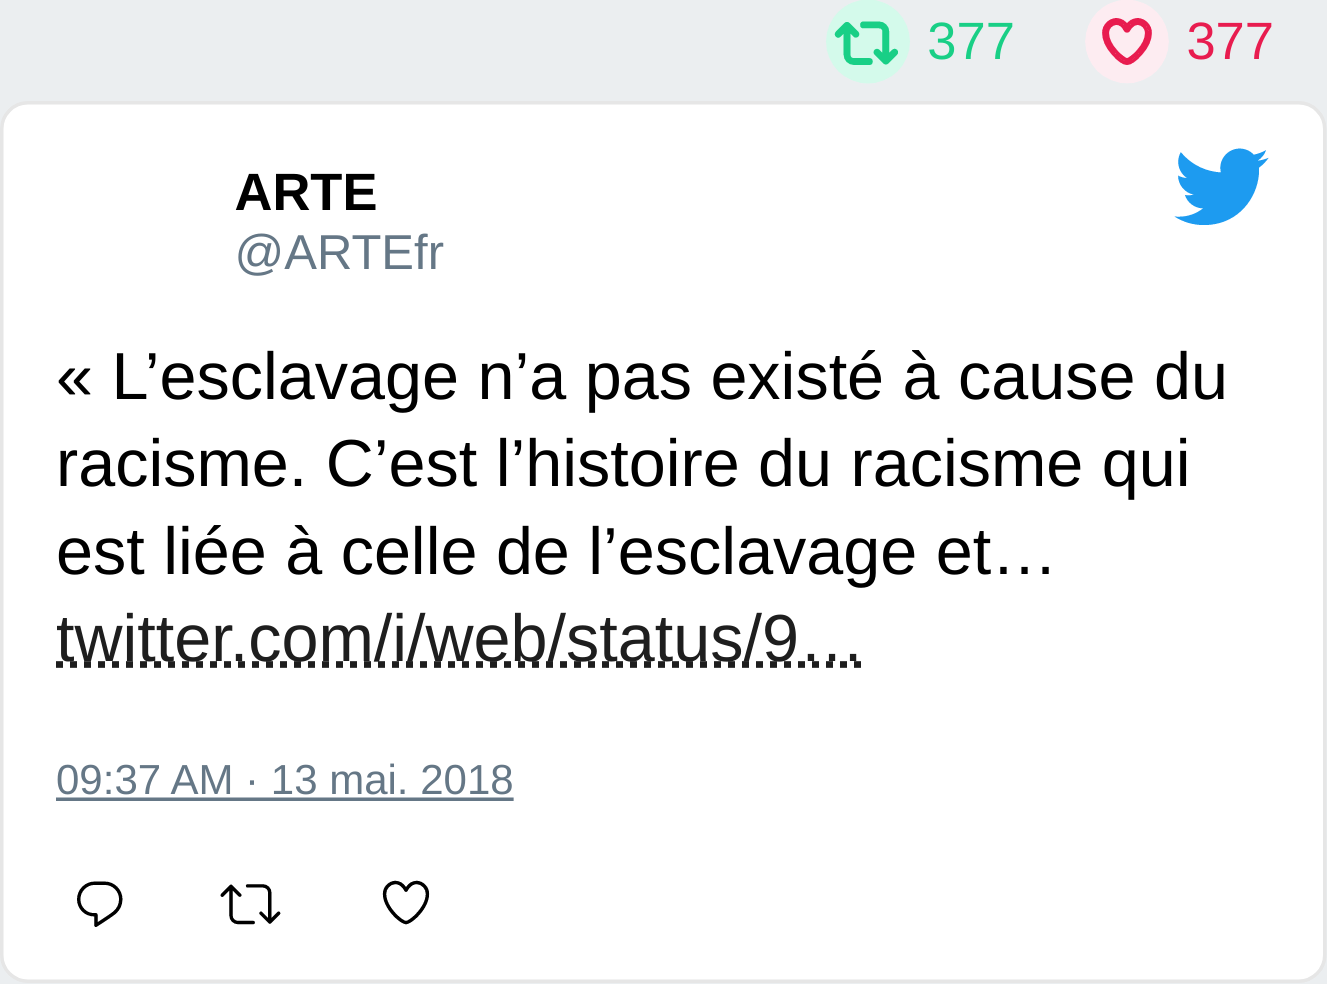 377 377
ARTE
@ARTEfr
« L’esclavage n’a pas existé à cause du
racisme. C’est l’histoire du racisme qui
est liée à celle de l’esclavage et…
twitter.com/i/web/status/9…
09:37 AM · 13 mai. 2018